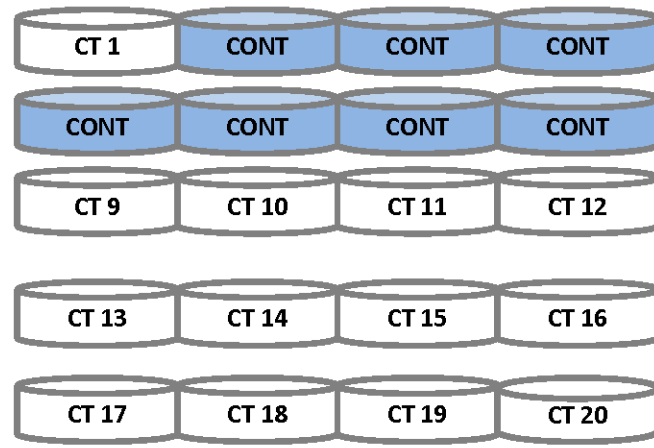 CT 1 CONT CONT CONT
CONT CONT CONT CONT
CT 9 CT 10 CT 11 CT 12
CT 13 CT 14 CT 15 CT 16
CT 17 CT 18 CT 19 CT 20